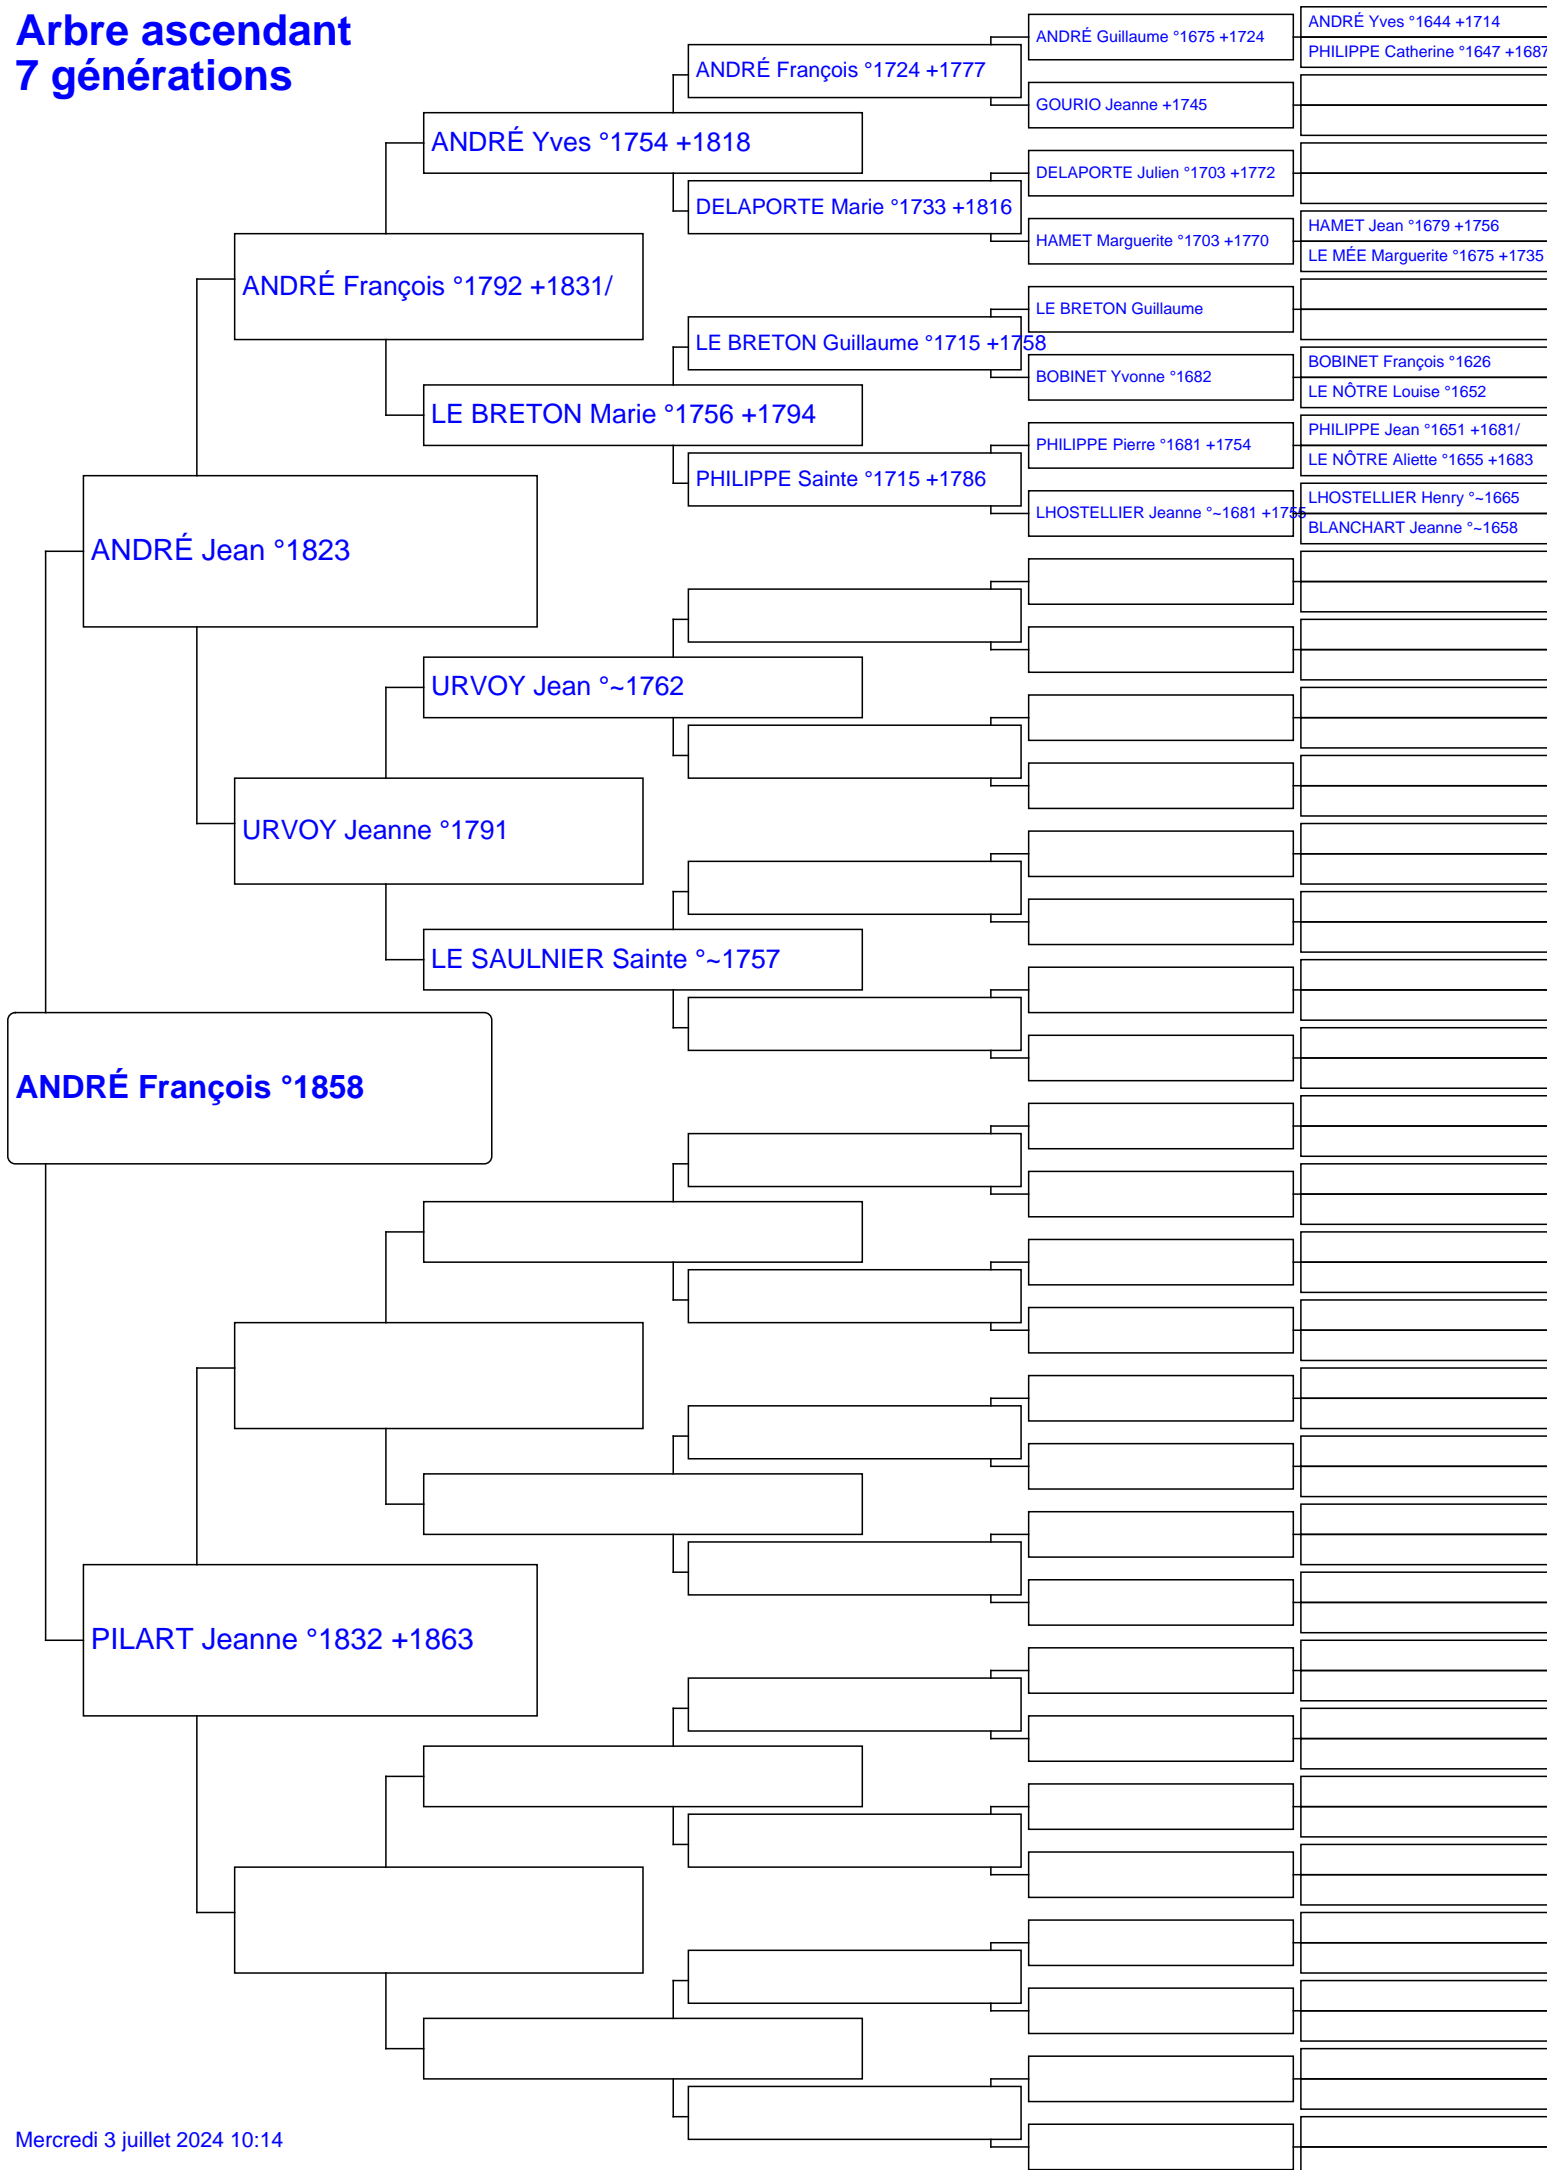 Arbre ascendant
7 générations
ANDRÉ François °1858
ANDRÉ Jean °1823
PILART Jeanne °1832 +1863
ANDRÉ François °1792 +1831/
URVOY Jeanne °1791
ANDRÉ Yves °1754 +1818
LE BRETON Marie °1756 +1794
URVOY Jean °~1762
LE SAULNIER Sainte °~1757
ANDRÉ François °1724 +1777
DELAPORTE Marie °1733 +1816
LE BRETON Guillaume °1715 +1758
PHILIPPE Sainte °1715 +1786
ANDRÉ Guillaume °1675 +1724
GOURIO Jeanne +1745
DELAPORTE Julien °1703 +1772
HAMET Marguerite °1703 +1770
LE BRETON Guillaume
BOBINET Yvonne °1682
PHILIPPE Pierre °1681 +1754
LHOSTELLIER Jeanne °~1681 +1755
ANDRÉ Yves °1644 +1714
PHILIPPE Catherine °1647 +1687
HAMET Jean °1679 +1756
LE MÉE Marguerite °1675 +1735
BOBINET François °1626
LE NÔTRE Louise °1652
PHILIPPE Jean °1651 +1681/
LE NÔTRE Aliette °1655 +1683
LHOSTELLIER Henry °~1665
BLANCHART Jeanne °~1658
Mercredi 3 juillet 2024 10:14